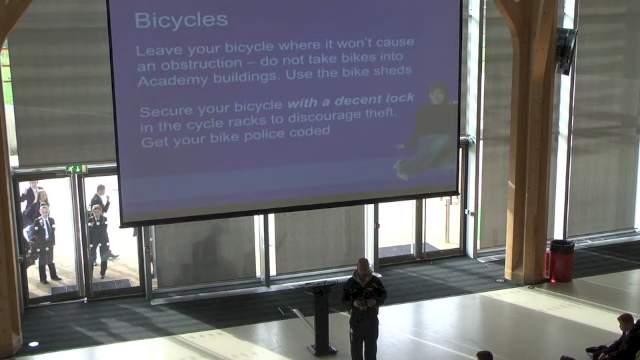 Bicycles
Leave your bicycle where it won't cause
an obstruction – do not take bikes into
Academy buildings. Use the bike sheds
Secure your bicycle with a decent lock
in the cycle racks to discourage theft.
Get your bike police coded